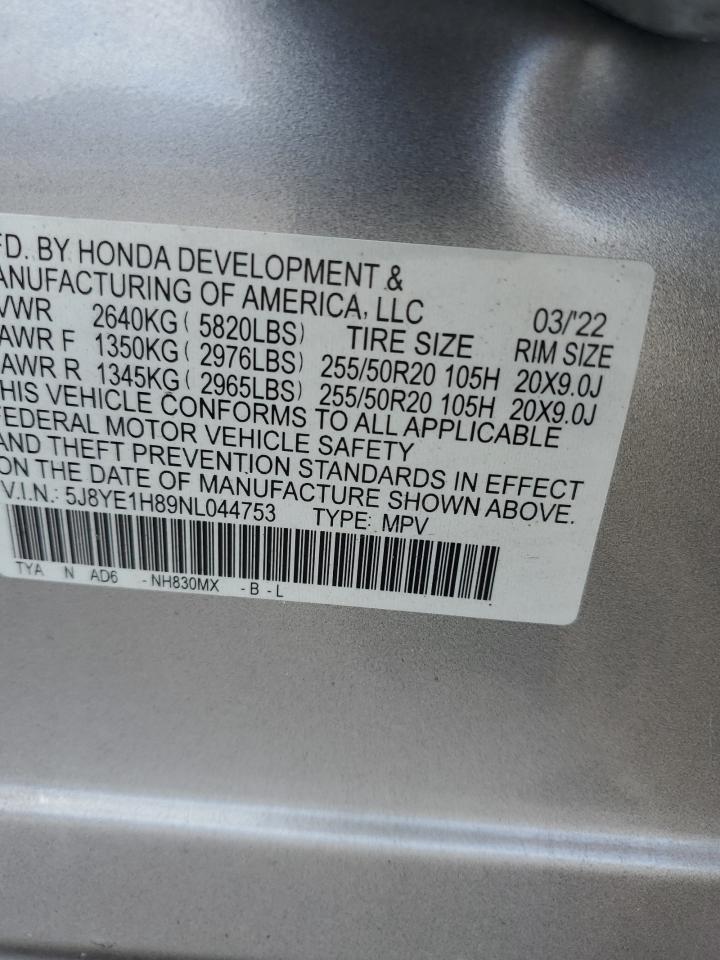 FD. BY HONDA DEVELOPMENT &
ANUFACTURING OF AMERICA, LLC 03/'22
VWR 2640KG ( 5820LBS) TIRE SIZE RIM SIZE
AWR F 1350KG ( 2976LBS) 255/50R20 105H 20X9.0J
AWR R 1345KG ( 2965LBS) 255/50R20 105H 20X9.0J
HIS VEHICLE CONFORMS TO ALL APPLICABLE
FEDERAL MOTOR VEHICLE SAFETY
AND THEFT PREVENTION STANDARDS IN EFFECT
ON THE DATE OF MANUFACTURE SHOWN ABOVE.
V.I.N.: 5J8YE1H89NL044753 TYPE: MPV
TYA N AD6 -NH830MX -B -L